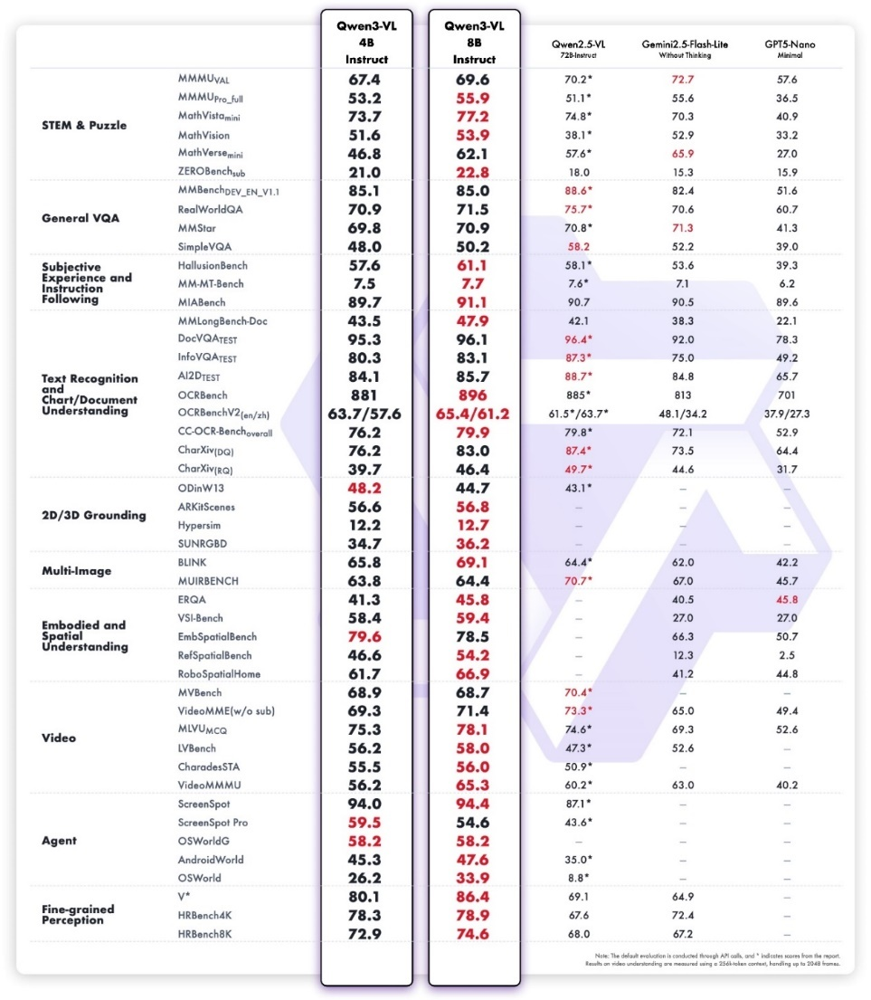 Qwen3-VL 4B Instruct Qwen3-VL 8B Instruct Qwen2.5-VL 72B-Instruct Gemini2.5-Flash-Lite Without Thinking GPT5-Nano Minimal
STEM & Puzzle
MMMUVAL 67.4 69.6 70.2* 72.7 57.6
MMMUPro_full 53.2 55.9 51.1* 55.6 36.5
MathVistamini 73.7 77.2 74.8* 70.3 40.9
MathVision 51.6 53.9 38.1* 52.9 33.2
MathVersemini 46.8 62.1 57.6* 65.9 27.0
ZEROBenchsub 21.0 22.8 18.0 15.3 15.9
General VQA
MMBenchDEV_EN_V1.1 85.1 85.0 88.6* 82.4 51.6
RealWorldQA 70.9 71.5 75.7* 70.6 60.7
MMStar 69.8 70.9 70.8* 71.3 41.3
SimpleVQA 48.0 50.2 58.2 52.2 39.0
Subjective Experience and Instruction Following
HallusionBench 57.6 61.1 58.1* 53.6 39.3
MM-MT-Bench 7.5 7.7 7.6* 7.1 6.2
MIABench 89.7 91.1 90.7 90.5 89.6
Text Recognition and Chart/Document Understanding
MMLongBench-Doc 43.5 47.9 42.1 38.3 22.1
DocVQATEST 95.3 96.1 96.4* 92.0 78.3
InfoVQATEST 80.3 83.1 87.3* 75.0 49.2
AI2DTEST 84.1 85.7 88.7* 84.8 65.7
OCRBench 881 896 885* 813 701
OCRBenchV2(en/zh) 63.7/57.6 65.4/61.2 61.5*/63.7* 48.1/34.2 37.9/27.3
CC-OCR-Benchoverall 76.2 79.9 79.8* 72.1 52.9
CharXiv(DQ) 76.2 83.0 87.4* 73.5 64.4
CharXiv(RQ) 39.7 46.4 49.7* 44.6 31.7
2D/3D Grounding
ODinW13 48.2 44.7 43.1* – –
ARKitScenes 56.6 56.8 – – –
Hypersim 12.2 12.7 – – –
SUNRGBD 34.7 36.2 – – –
Multi-Image
BLINK 65.8 69.1 64.4* 62.0 42.2
MUIRBENCH 63.8 64.4 70.7* 67.0 45.7
Embodied and Spatial Understanding
ERQA 41.3 45.8 – 40.5 45.8
VSI-Bench 58.4 59.4 – 27.0 27.0
EmbSpatialBench 79.6 78.5 – 66.3 50.7
RefSpatialBench 46.6 54.2 – 12.3 2.5
RoboSpatialHome 61.7 66.9 – 41.2 44.8
Video
MVBench 68.9 68.7 70.4* – –
VideoMME(w/o sub) 69.3 71.4 73.3* 65.0 49.4
MLVUMCQ 75.3 78.1 74.6* 69.3 52.6
LVBench 56.2 58.0 47.3* 52.6 –
CharadesSTA 55.5 56.0 50.9* – –
VideoMMMU 56.2 65.3 60.2* 63.0 40.2
Agent
ScreenSpot 94.0 94.4 87.1* – –
ScreenSpot Pro 59.5 54.6 43.6* – –
OSWorldG 58.2 58.2 – – –
AndroidWorld 45.3 47.6 35.0* – –
OSWorld 26.2 33.9 8.8* – –
Fine-grained Perception
V* 80.1 86.4 69.1 64.9 –
HRBench4K 78.3 78.9 67.6 72.4 –
HRBench8K 72.9 74.6 68.0 67.2 –
Note: The default evaluation is conducted through API calls, and * indicates scores from the report.
Results on video understanding are measured using a 256k-token context, handling up to 2048 frames.